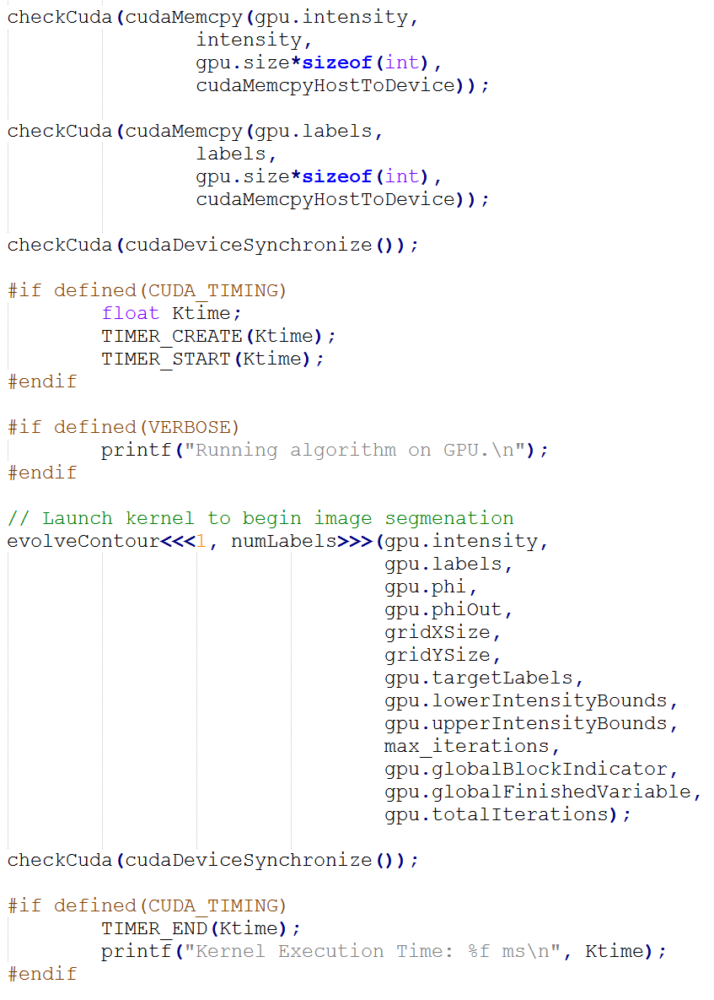 checkCuda(cudaMemcpy(gpu.intensity,
intensity,
gpu.size*sizeof(int),
cudaMemcpyHostToDevice));
checkCuda(cudaMemcpy(gpu.labels,
labels,
gpu.size*sizeof(int),
cudaMemcpyHostToDevice));
checkCuda(cudaDeviceSynchronize());
#if defined(CUDA_TIMING)
float Ktime;
TIMER_CREATE(Ktime);
TIMER_START(Ktime);
#endif
#if defined(VERBOSE)
printf("Running algorithm on GPU.\n");
#endif
// Launch kernel to begin image segmenation
evolveContour<<<1, numLabels>>>(gpu.intensity,
gpu.labels,
gpu.phi,
gpu.phiOut,
gridXSize,
gridYSize,
gpu.targetLabels,
gpu.lowerIntensityBounds,
gpu.upperIntensityBounds,
max_iterations,
gpu.globalBlockIndicator,
gpu.globalFinishedVariable,
gpu.totalIterations);
checkCuda(cudaDeviceSynchronize());
#if defined(CUDA_TIMING)
TIMER_END(Ktime);
printf("Kernel Execution Time: %f ms\n", Ktime);
#endif